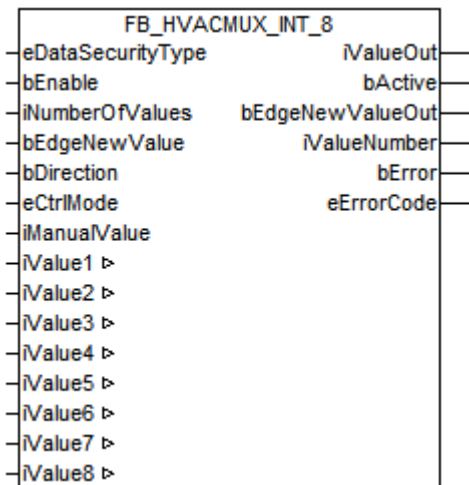 FB_HVACMUX_INT_8
eDataSecurityType iValueOut
bEnable bActive
iNumberOfValues bEdgeNewValueOut
bEdgeNewValue iValueNumber
bDirection bError
eCtrlMode eErrorCode
iManualValue
iValue1 ▷
iValue2 ▷
iValue3 ▷
iValue4 ▷
iValue5 ▷
iValue6 ▷
iValue7 ▷
iValue8 ▷